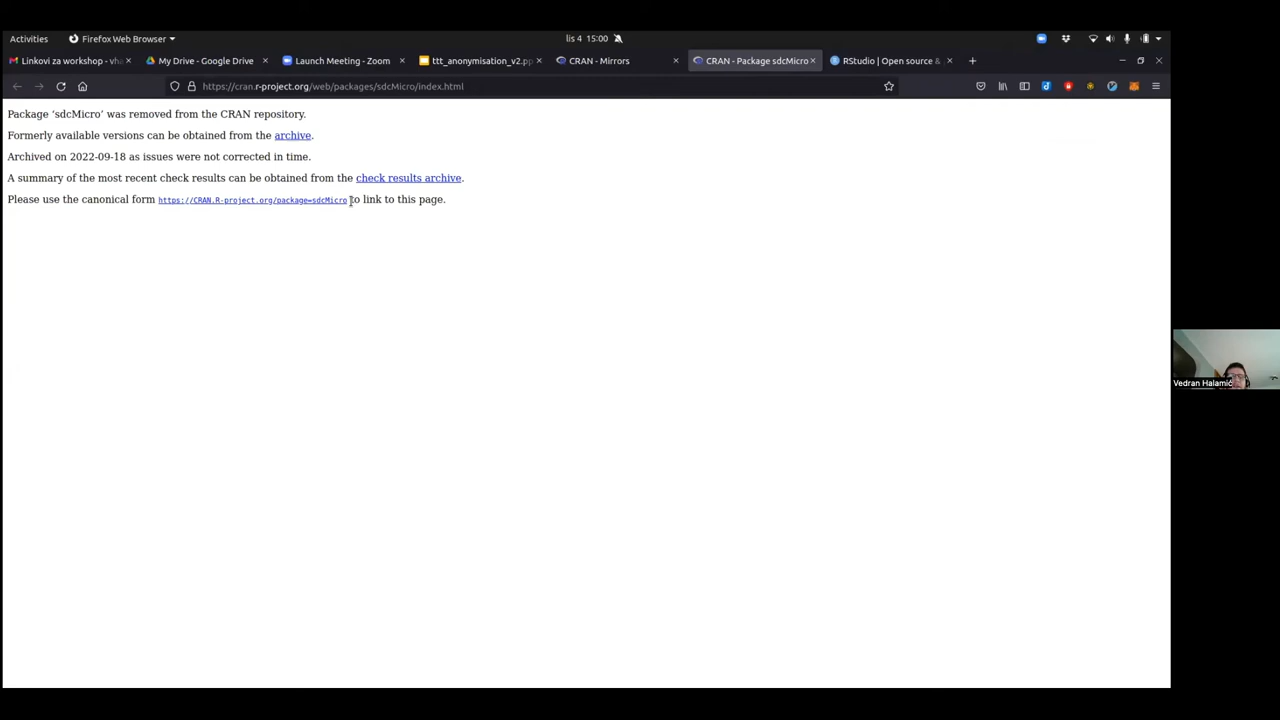 Activities
Firefox Web Browser
lis 4 15:00
Linkovi za workshop - vha
My Drive - Google Drive
Launch Meeting - Zoom
ttt_anonymisation_v2.pp
CRAN - Mirrors
CRAN - Package sdcMicro
RStudio | Open source &
https://cran.r-project.org/web/packages/sdcMicro/index.html
Package ‘sdcMicro’ was removed from the CRAN repository.
Formerly available versions can be obtained from the archive.
Archived on 2022-09-18 as issues were not corrected in time.
A summary of the most recent check results can be obtained from the check results archive.
Please use the canonical form https://CRAN.R-project.org/package=sdcMicro to link to this page.
Vedran Halamić